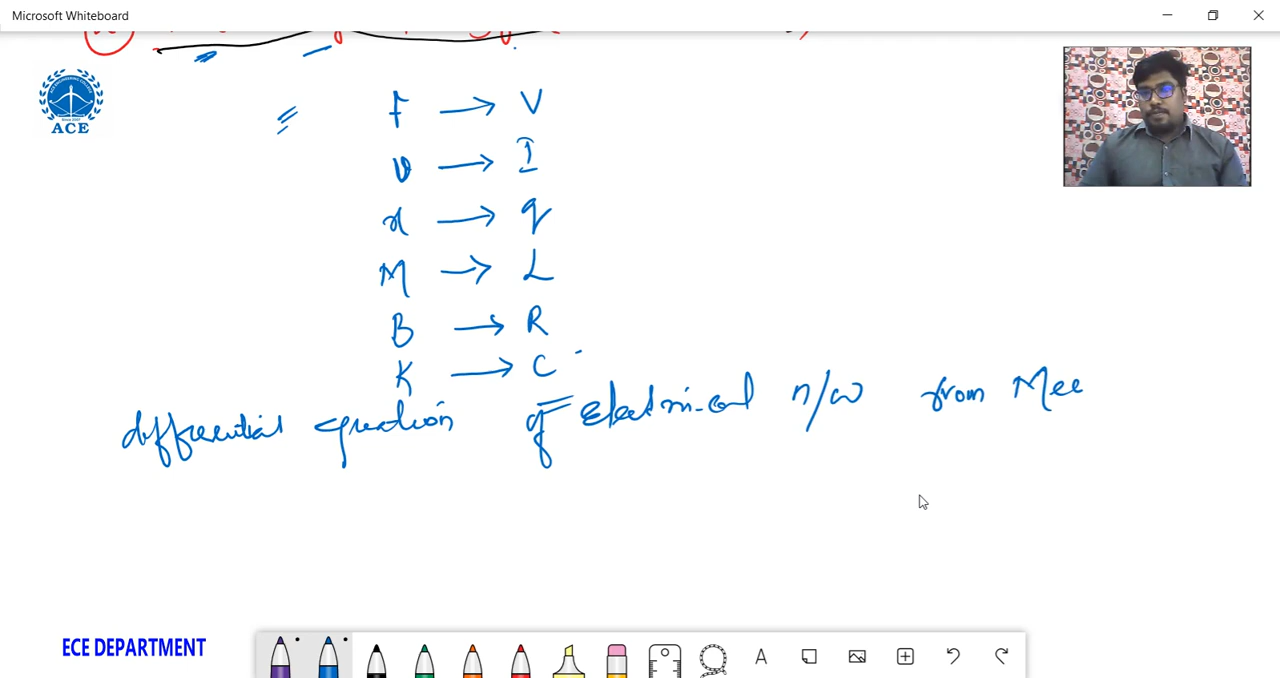 Microsoft Whiteboard
ACE
F → V
v → I
x → q
M → L
B → R
K → C
differential equation of Electrical n/w from Mec
ECE DEPARTMENT
A